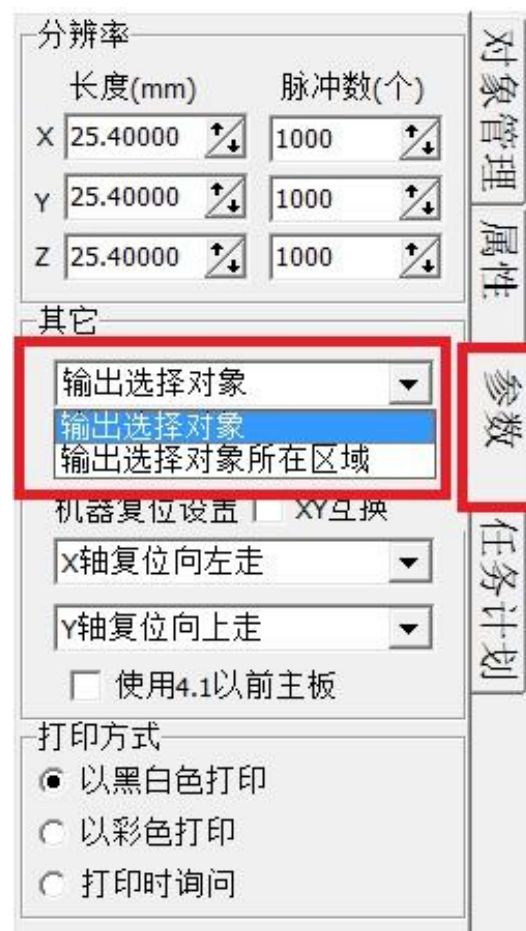 分辨率
长度(mm) 脉冲数(个)
X 25.40000 1000
Y 25.40000 1000
Z 25.40000 1000
其它
输出选择对象
输出选择对象
输出选择对象所在区域
机器复位设置 XY互换
X轴复位向左走
Y轴复位向上走
使用4.1以前主板
打印方式
以黑白色打印
以彩色打印
打印时询问
对象管理
属性
参数
任务计划